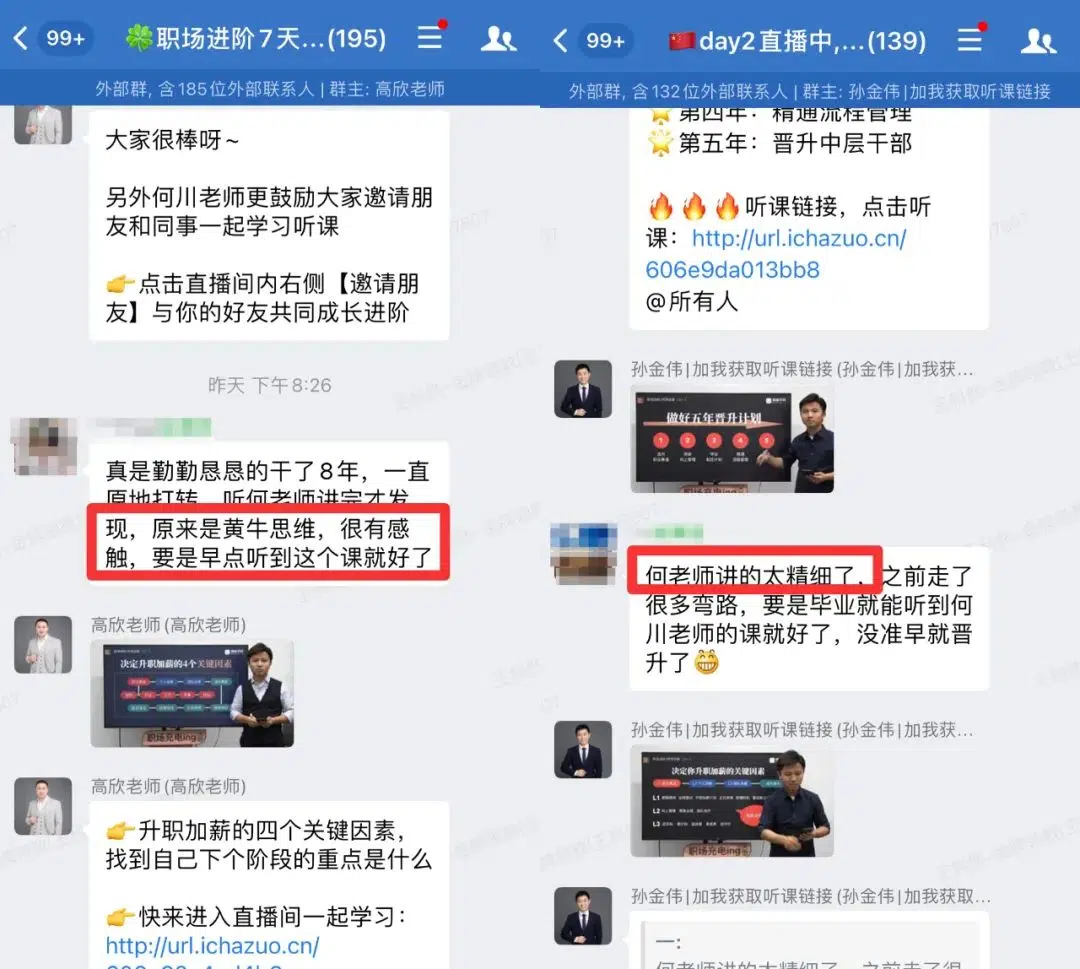 99+
🍀职场进阶7天...(195)
外部群, 含185位外部联系人 | 群主: 高欣老师
大家很棒呀~
另外何川老师更鼓励大家邀请朋
友和同事一起学习听课
👉点击直播间内右侧【邀请朋
友】与你的好友共同成长进阶
昨天 下午8:26
真是勤勤恳恳的干了8年，一直
原地打转，听何老师讲完才发
现，原来是黄牛思维，很有感
触，要是早点听到这个课就好了
高欣老师(高欣老师)
决定升职加薪的4个关键因素
职场充电ing
高欣老师(高欣老师)
👉升职加薪的四个关键因素，
找到自己下个阶段的重点是什么
👉快来进入直播间一起学习：
http://url.ichazuo.cn/
99+
🇨🇳day2直播中,...(139)
外部群, 含132位外部联系人 | 群主: 孙金伟|加我获取听课链接
🌟第四年：精通流程管理
🌟第五年：晋升中层干部
🔥🔥🔥听课链接，点击听
课：http://url.ichazuo.cn/
606e9da013bb8
@所有人
孙金伟|加我获取听课链接(孙金伟|加我获...
做好五年晋升计划
1 2 3 4 5
何老师讲的太精细了，之前走了
很多弯路，要是毕业就能听到何
川老师的课就好了，没准早就晋
升了😁
孙金伟|加我获取听课链接(孙金伟|加我获...
决定你升职加薪的关键因素
L1
L2
L3
职场充电ing
孙金伟|加我获取听课链接(孙金伟|加我获取...
一:
何老师讲的太精细了，之前走了很